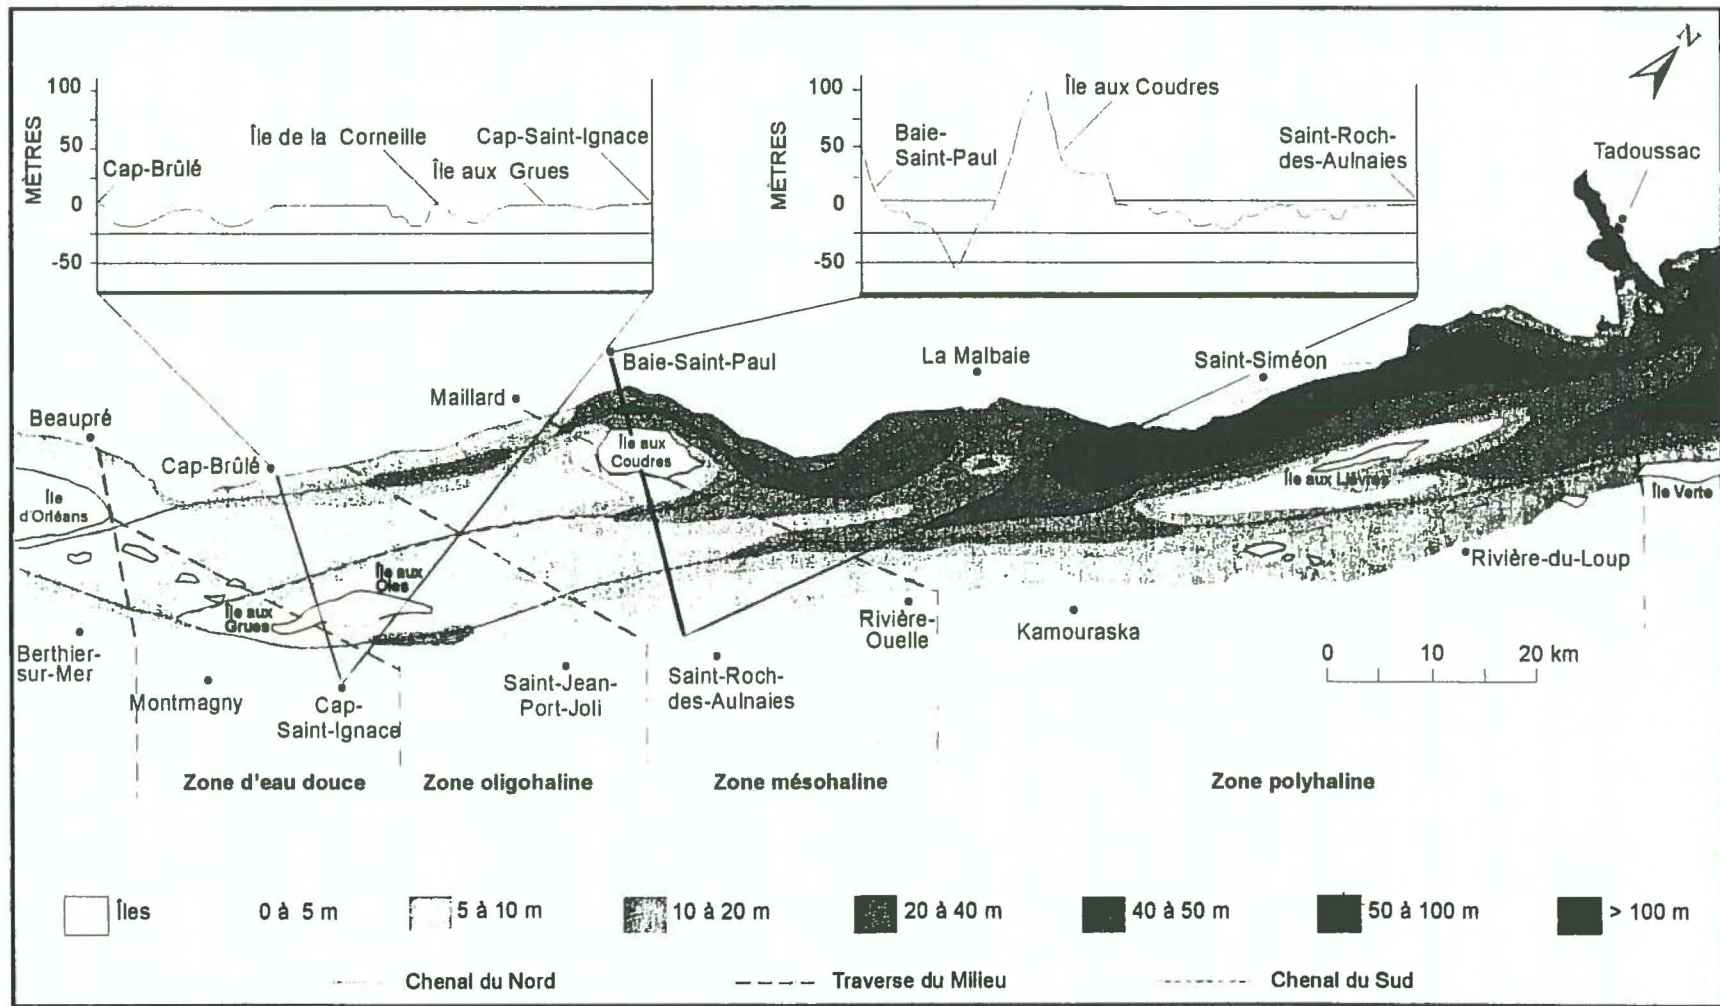 N
100
50
0
-50
MÈTRES
Cap-Brûlé
Île de la Corneille
Île aux Grues
Cap-Saint-Ignace
100
50
0
-50
MÈTRES
Baie-
Saint-Paul
Île aux Coudres
Saint-Roch-
des-Aulnaies
Tadoussac
Baie-Saint-Paul
La Malbaie
Saint-Siméon
Maillard
Beaupré
Cap-Brûlé
Île aux
Coudres
Île
d'Orléans
Île aux Lièvres
Île Verte
Île aux
Oies
Île aux
Grues
Rivière-du-Loup
Rivière-
Ouelle
Kamouraska
Berthier-
sur-Mer
Montmagny
Cap-
Saint-Ignace
Saint-Jean-
Port-Joli
Saint-Roch-
des-Aulnaies
0 10 20 km
Zone d'eau douce
Zone oligohaline
Zone mésohaline
Zone polyhaline
Îles
0 à 5 m
5 à 10 m
10 à 20 m
20 à 40 m
40 à 50 m
50 à 100 m
> 100 m
Chenal du Nord
Traverse du Milieu
Chenal du Sud